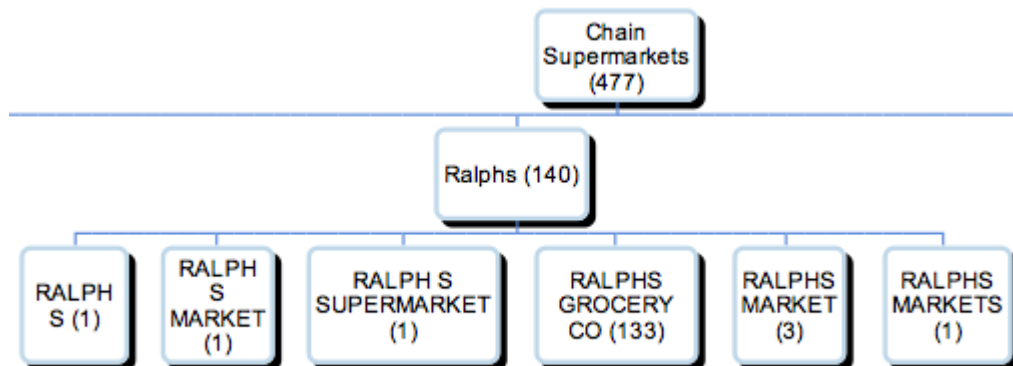 Chain
Supermarkets
(477)
Ralphs (140)
RALPH
S (1)
RALPH
S
MARKET
(1)
RALPH S
SUPERMARKET
(1)
RALPHS
GROCERY
CO (133)
RALPHS
MARKET
(3)
RALPHS
MARKETS
(1)